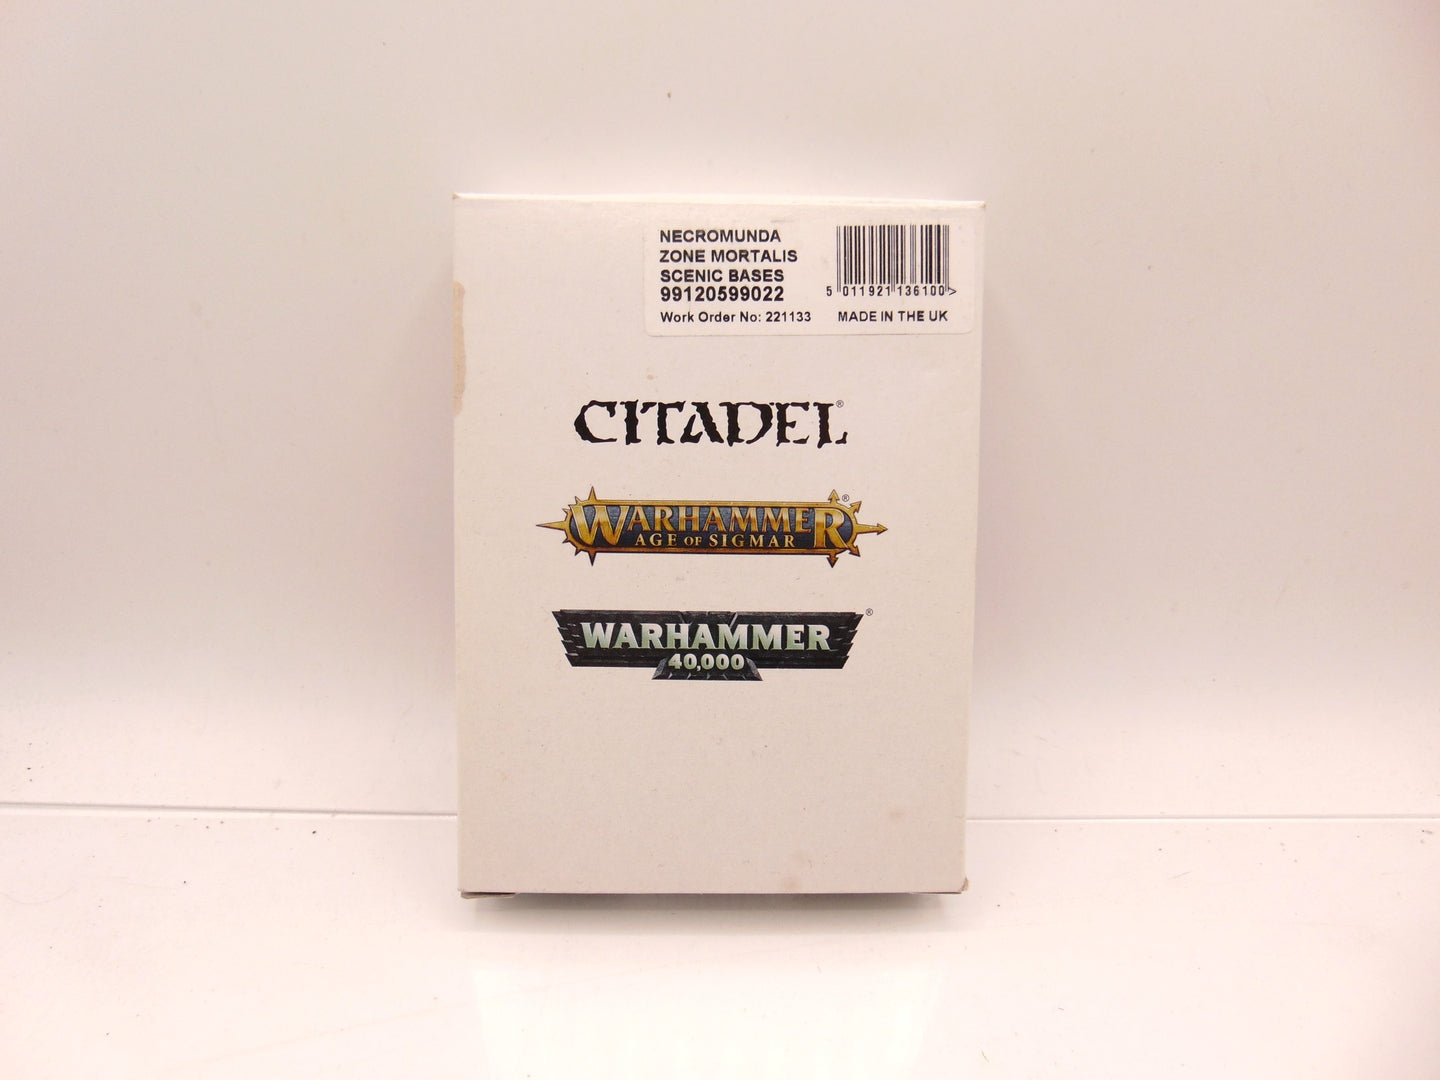 NECROMUNDA
ZONE MORTALIS
SCENIC BASES
99120599022
Work Order No: 221133
5 011921 136100 >
MADE IN THE UK
CITADEL®
WARHAMMER®
AGE OF SIGMAR
WARHAMMER®
40,000